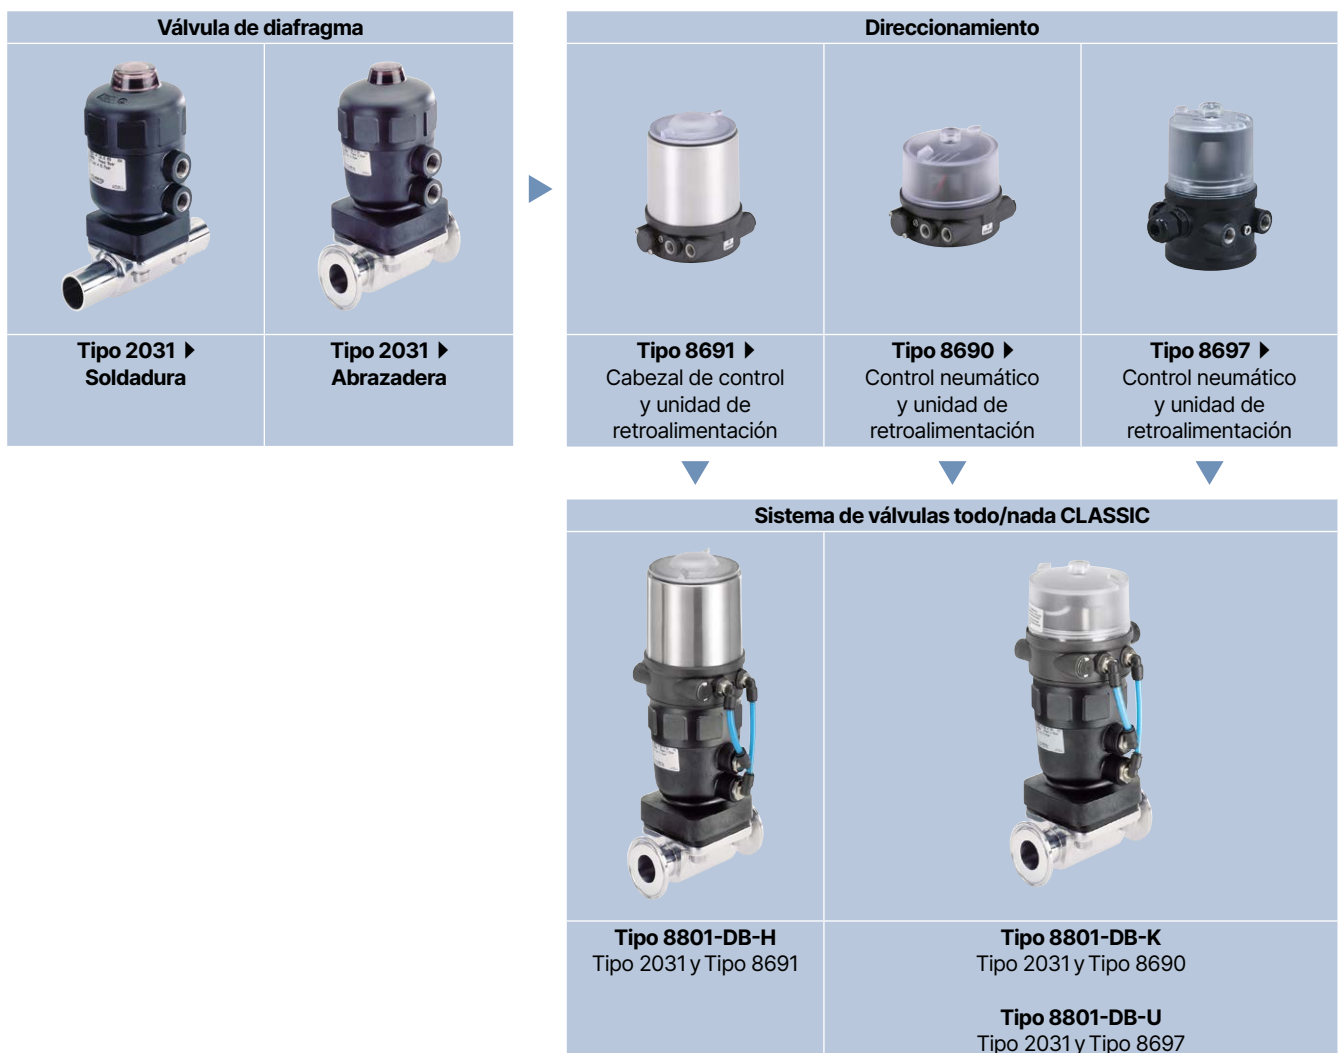 Válvula de diafragma
Direccionamiento
Tipo 2031
Soldadura
Tipo 2031
Abrazadera
Tipo 8691
Cabezal de control
y unidad de
retroalimentación
Tipo 8690
Control neumático
y unidad de
retroalimentación
Tipo 8697
Control neumático
y unidad de
retroalimentación
Sistema de válvulas todo/nada CLASSIC
Tipo 8801-DB-H
Tipo 2031 y Tipo 8691
Tipo 8801-DB-K
Tipo 2031 y Tipo 8690
Tipo 8801-DB-U
Tipo 2031 y Tipo 8697